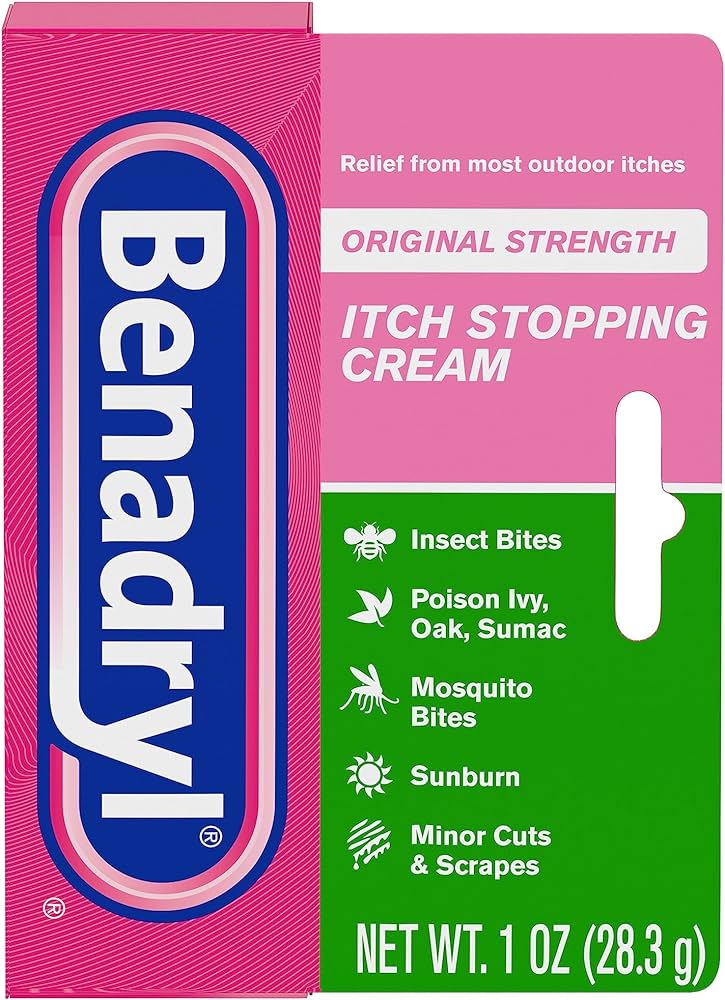 Benadryl®
®
Relief from most outdoor itches
ORIGINAL STRENGTH
ITCH STOPPING
CREAM
Insect Bites
Poison Ivy,
Oak, Sumac
Mosquito
Bites
Sunburn
Minor Cuts
& Scrapes
NET WT. 1 OZ (28.3 g)